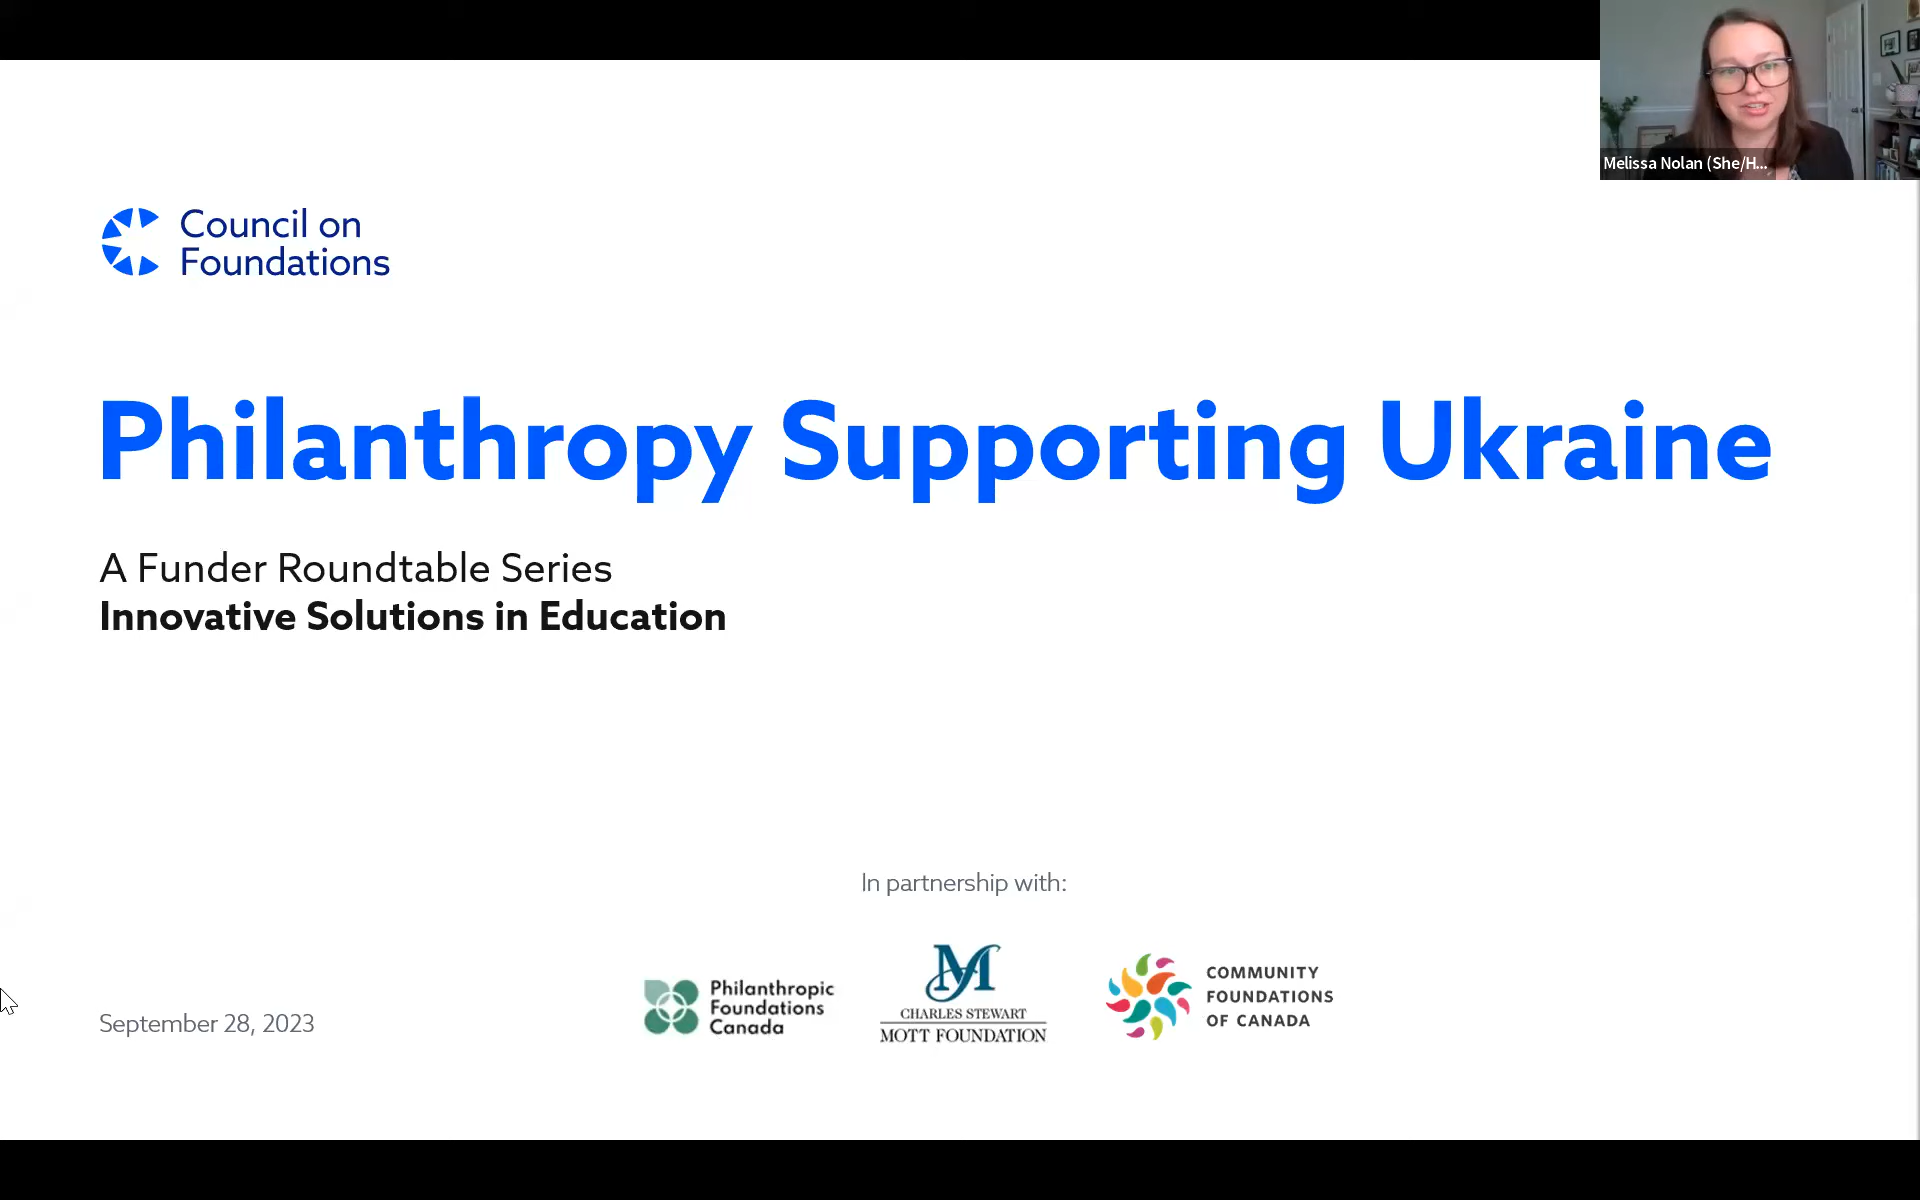 Melissa Nolan (She/H...
Council on
Foundations
Philanthropy Supporting Ukraine
A Funder Roundtable Series
Innovative Solutions in Education
In partnership with:
Philanthropic
Foundations
Canada
CHARLES STEWART
MOTT FOUNDATION
COMMUNITY
FOUNDATIONS
OF CANADA
September 28, 2023